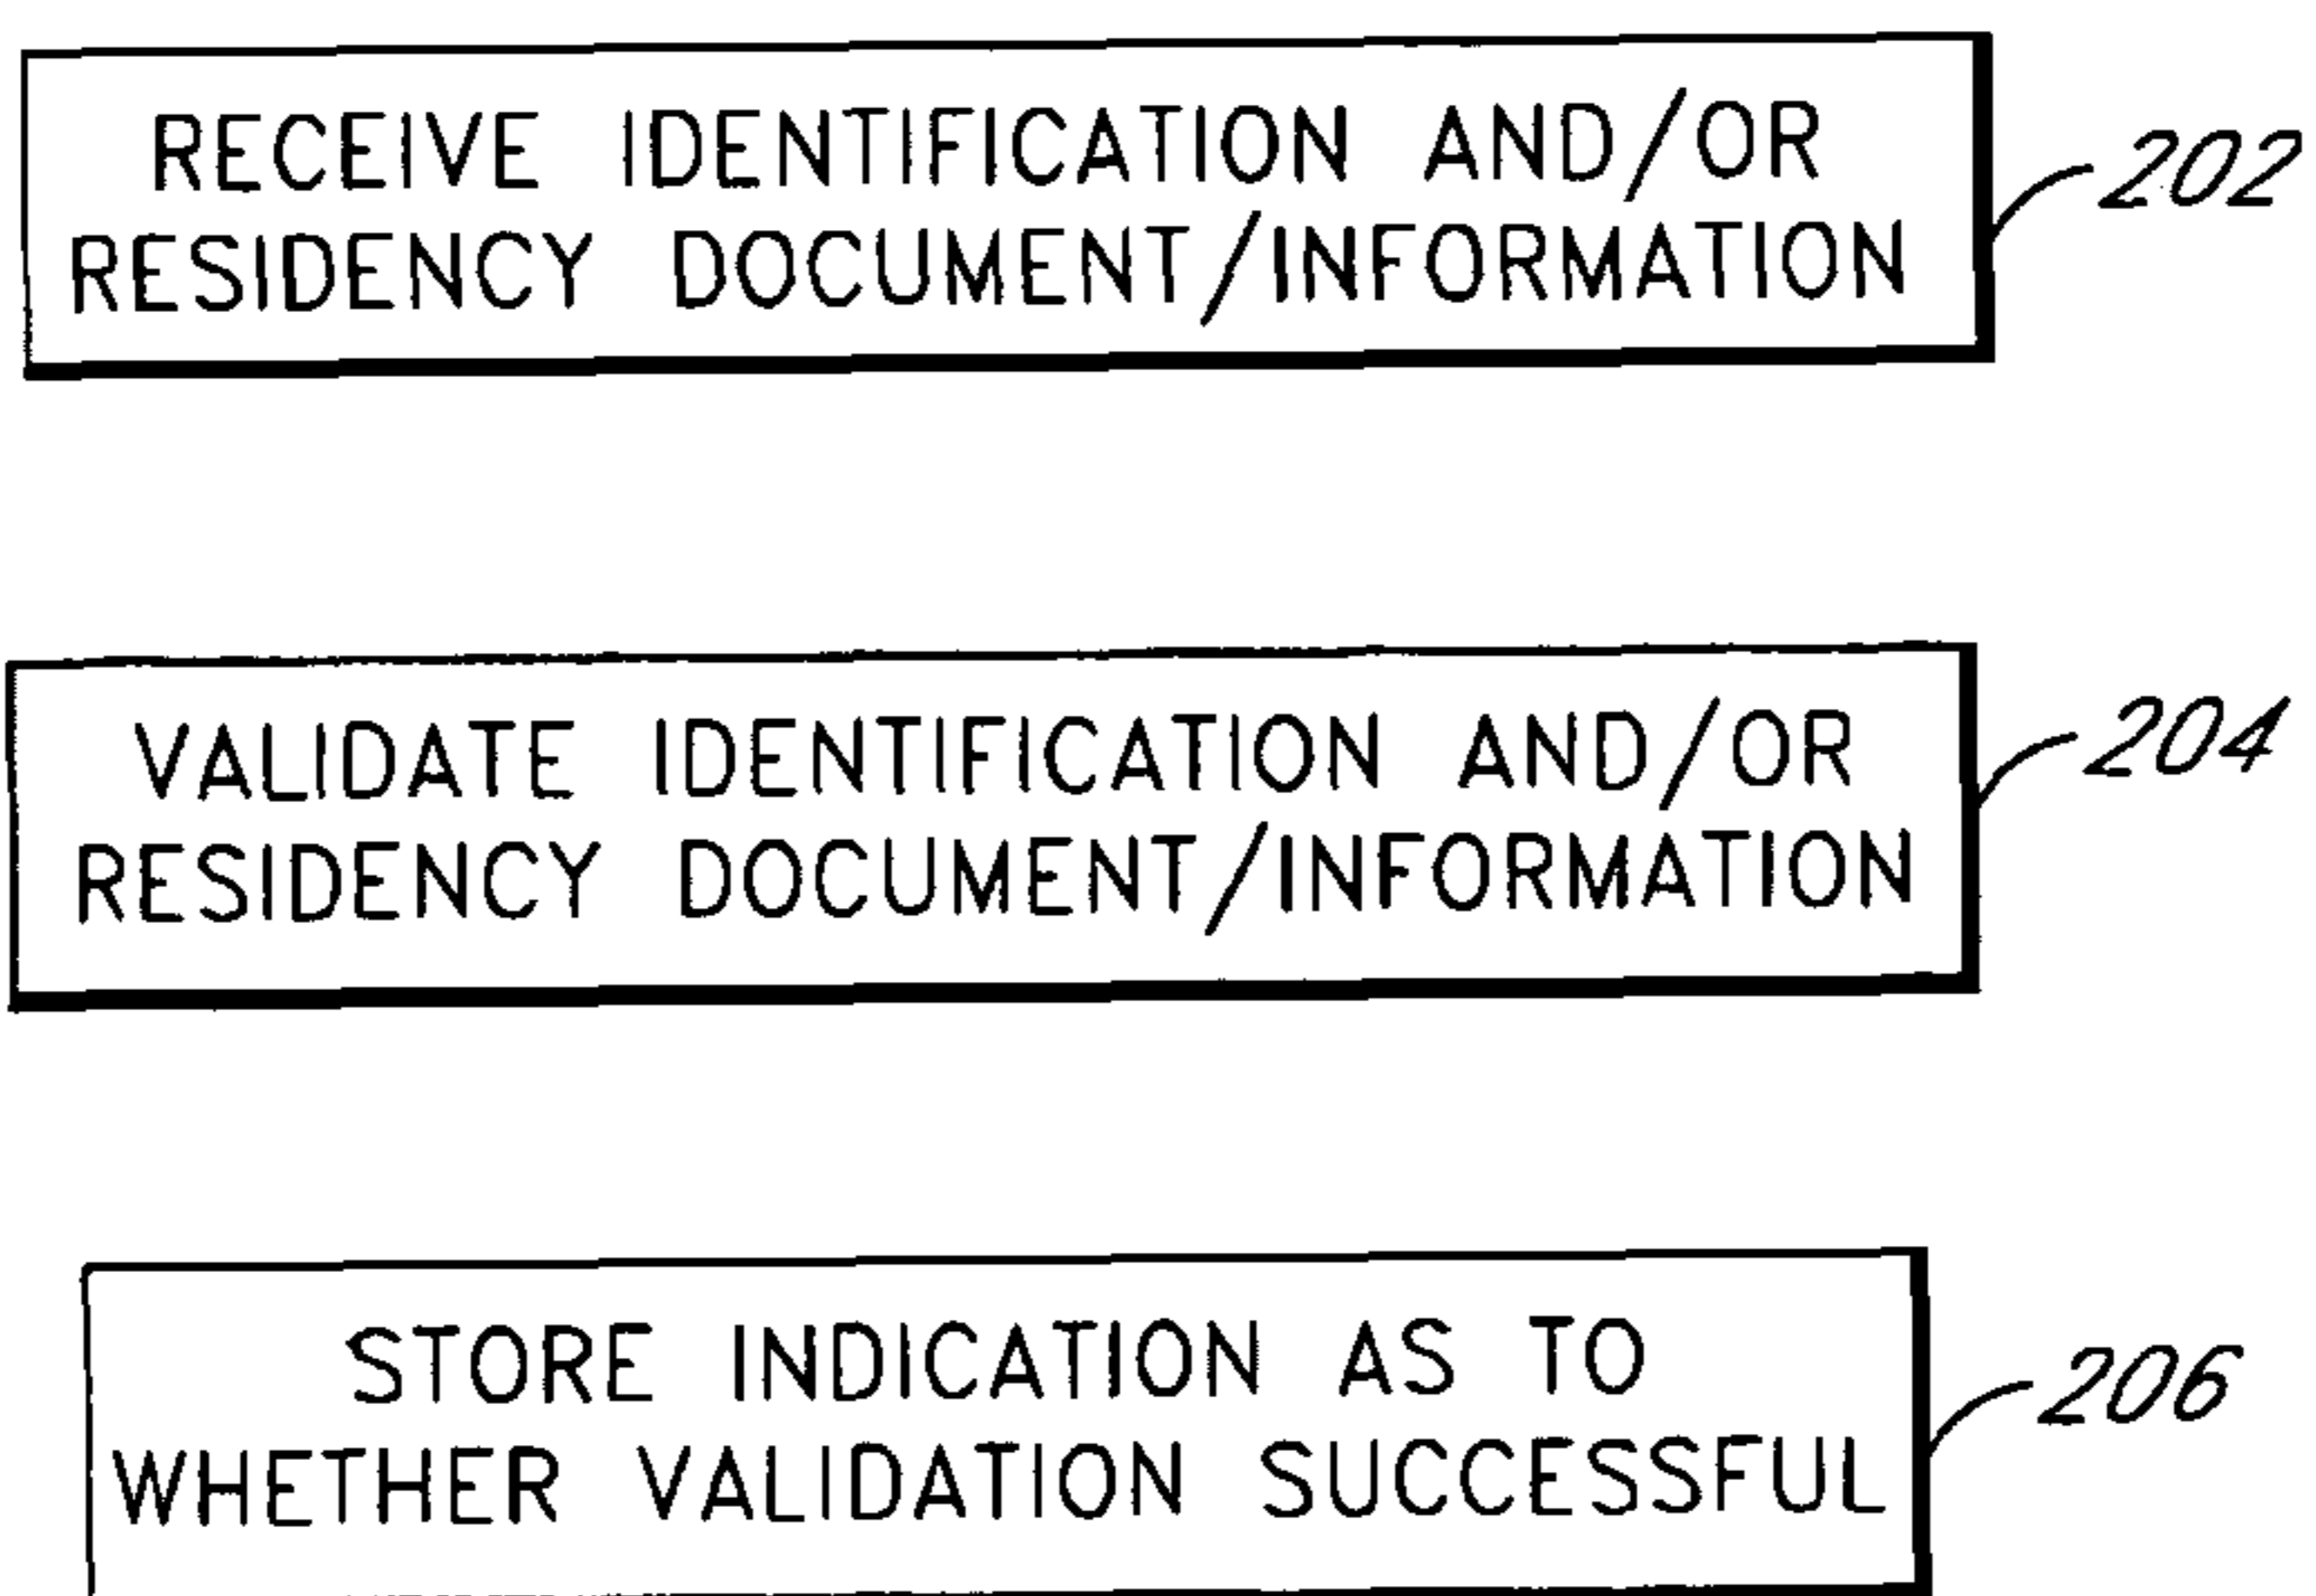 RECEIVE IDENTIFICATION AND/OR
RESIDENCY DOCUMENT/INFORMATION
202
VALIDATE IDENTIFICATION AND/OR
RESIDENCY DOCUMENT/INFORMATION
204
STORE INDICATION AS TO
WHETHER VALIDATION SUCCESSFUL
206